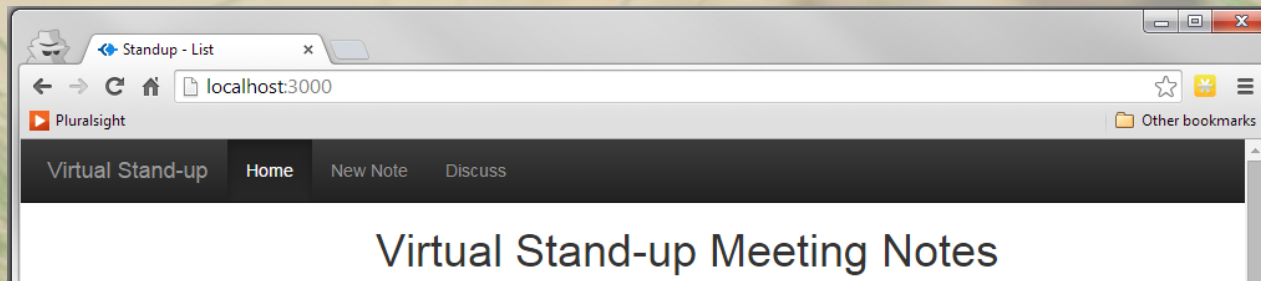 Standup - List
localhost:3000
Pluralsight Other bookmarks
Virtual Stand-up Home New Note Discuss
Virtual Stand-up Meeting Notes